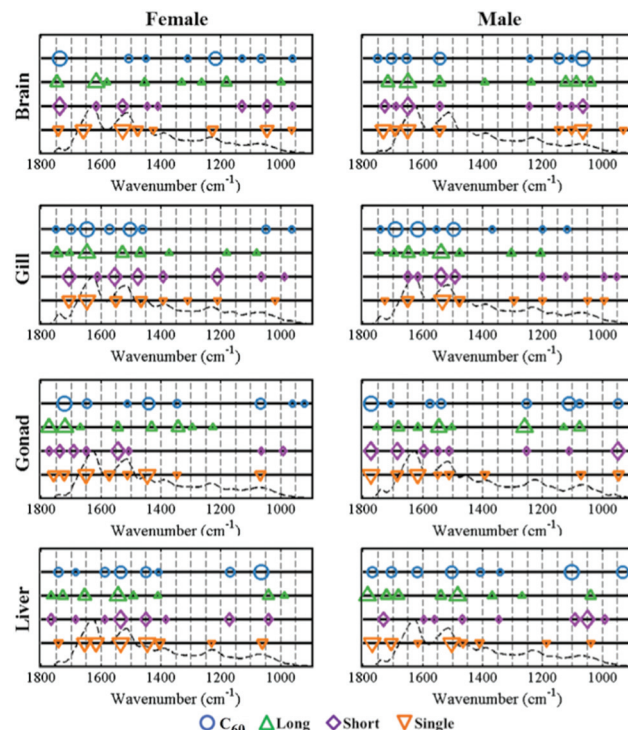 Female Male
Brain
1800 1600 1400 1200 1000 1800 1600 1400 1200 1000
Wavenumber (cm⁻¹) Wavenumber (cm⁻¹)
Gill
1800 1600 1400 1200 1000 1800 1600 1400 1200 1000
Wavenumber (cm⁻¹) Wavenumber (cm⁻¹)
Gonad
1800 1600 1400 1200 1000 1800 1600 1400 1200 1000
Wavenumber (cm⁻¹) Wavenumber (cm⁻¹)
Liver
1800 1600 1400 1200 1000 1800 1600 1400 1200 1000
Wavenumber (cm⁻¹) Wavenumber (cm⁻¹)
C₆₀ Long Short Single